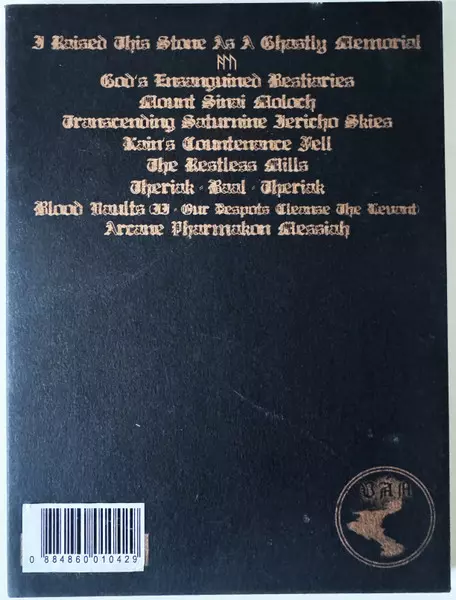 I Raised This Stone As A Ghastly Memorial
ᚤᚢᚢ
God's Ensanguined Bestiaries
Mount Sinai Moloch
Transcending Saturnine Jericho Skies
Kain's Countenance Fell
The Restless Mills
Theriak - Baal - Theriak
Blood Vaults II - Our Despots Cleanse The Levant
Arcane Pharmakon Messiah
VAN
0 884860 010429